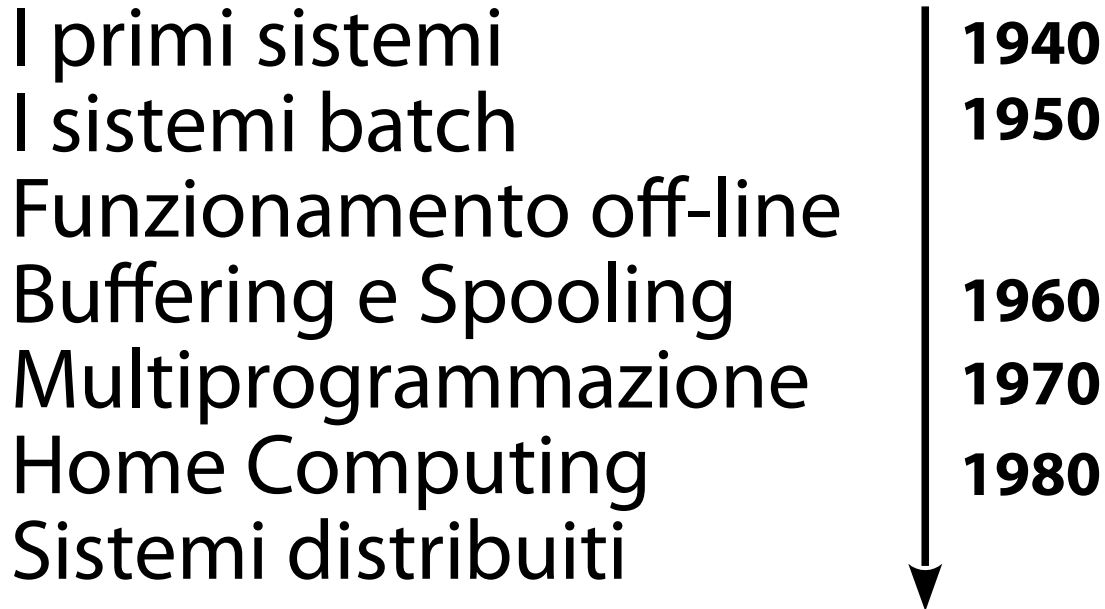 I primi sistemi 1940
I sistemi batch 1950
Funzionamento off-line
Buffering e Spooling 1960
Multiprogrammazione 1970
Home Computing 1980
Sistemi distribuiti